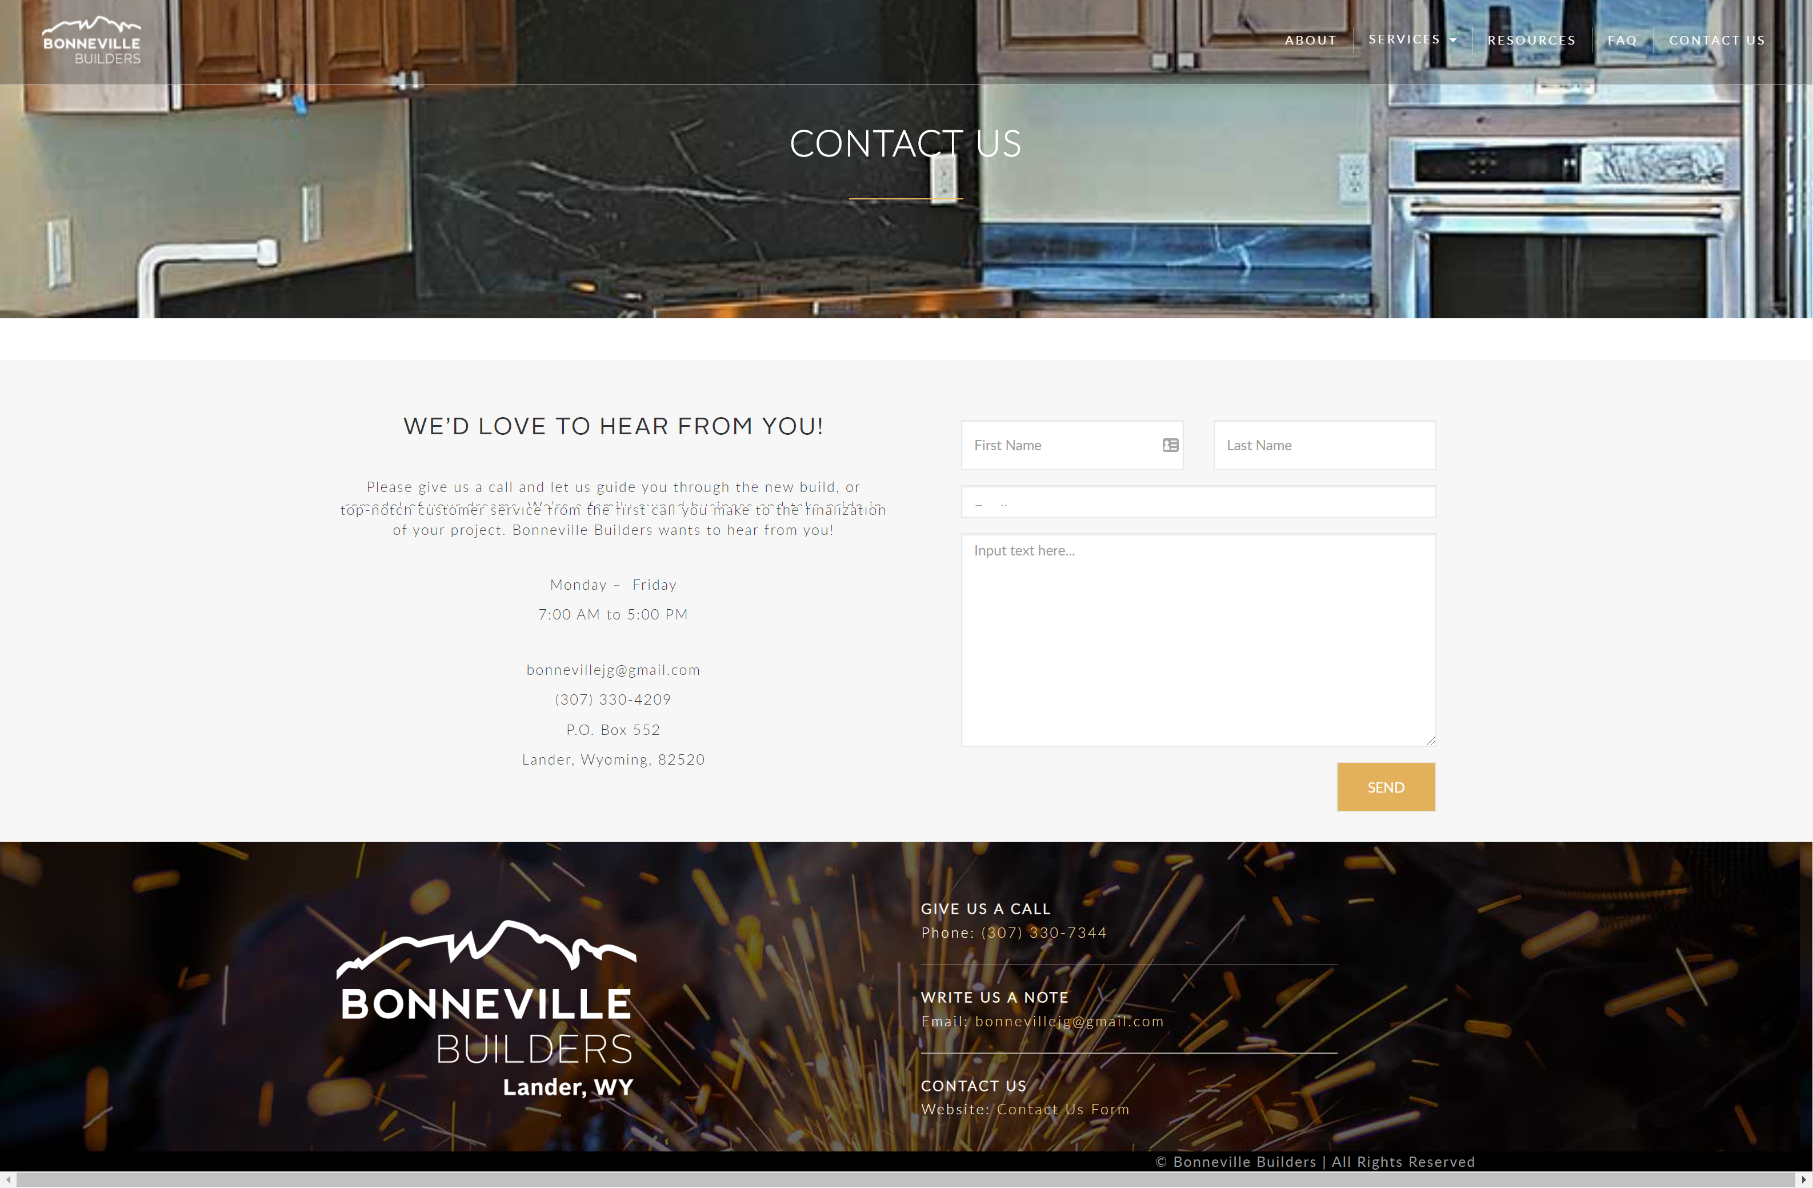 BONNEVILLE
BUILDERS
ABOUT
SERVICES
RESOURCES
FAQ
CONTACT US
CONTACT US
WE'D LOVE TO HEAR FROM YOU!
Please give us a call and let us guide you through the new build, or
top-notch customer service from the first call you make to the finalization
of your project. Bonneville Builders wants to hear from you!
Monday – Friday
7:00 AM to 5:00 PM
bonnevillejg@gmail.com
(307) 330-4209
P.O. Box 552
Lander, Wyoming, 82520
First Name
Last Name
Input text here...
SEND
BONNEVILLE
BUILDERS
Lander, WY
GIVE US A CALL
Phone: (307) 330-7344
WRITE US A NOTE
Email: bonnevillejg@gmail.com
CONTACT US
Website: Contact Us Form
© Bonneville Builders | All Rights Reserved